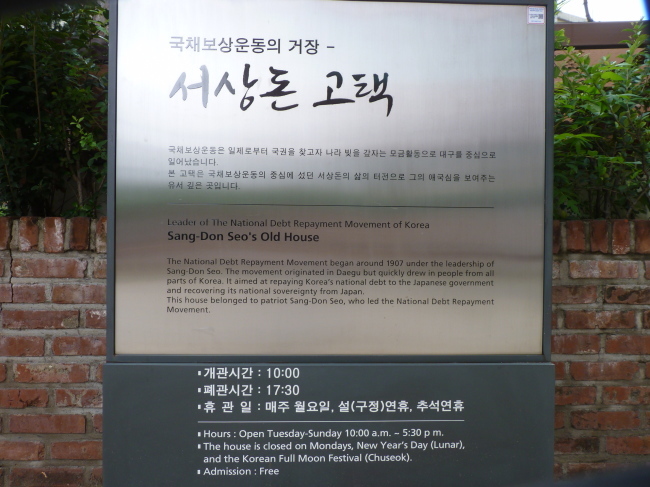 국채보상운동의 거장 –
서상돈 고택
국채보상운동은 일제로부터 국권을 찾고자 나라 빚을 갚자는 모금활동으로 대구를 중심으로
일어났습니다.
본 고택은 국채보상운동의 중심에 섰던 서상돈의 삶의 터전으로 그의 애국심을 보여주는
유서 깊은 곳입니다.
Leader of The National Debt Repayment Movement of Korea
Sang-Don Seo's Old House
The National Debt Repayment Movement began around 1907 under the leadership of
Sang-Don Seo. The movement originated in Daegu but quickly drew in people from all
parts of Korea. It aimed at repaying Korea's national debt to the Japanese government
and recovering its national sovereignty from Japan.
This house belonged to patriot Sang-Don Seo, who led the National Debt Repayment
Movement.
▪개관시간 : 10:00
▪폐관시간 : 17:30
▪휴 관 일 : 매주 월요일, 설(구정)연휴, 추석연휴
▪Hours : Open Tuesday-Sunday 10:00 a.m. – 5:30 p m.
▪The house is closed on Mondays, New Year's Day (Lunar),
and the Korean Full Moon Festival (Chuseok).
▪Admission : Free